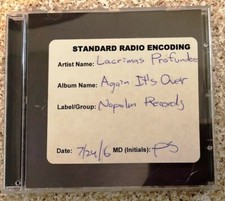 STANDARD RADIO ENCODING
Artist Name: Lacrimas Profundere
Album Name: Again It's Over
Label/Group: Napalm Records
Date: 7/24/6 MD (Initials): PS